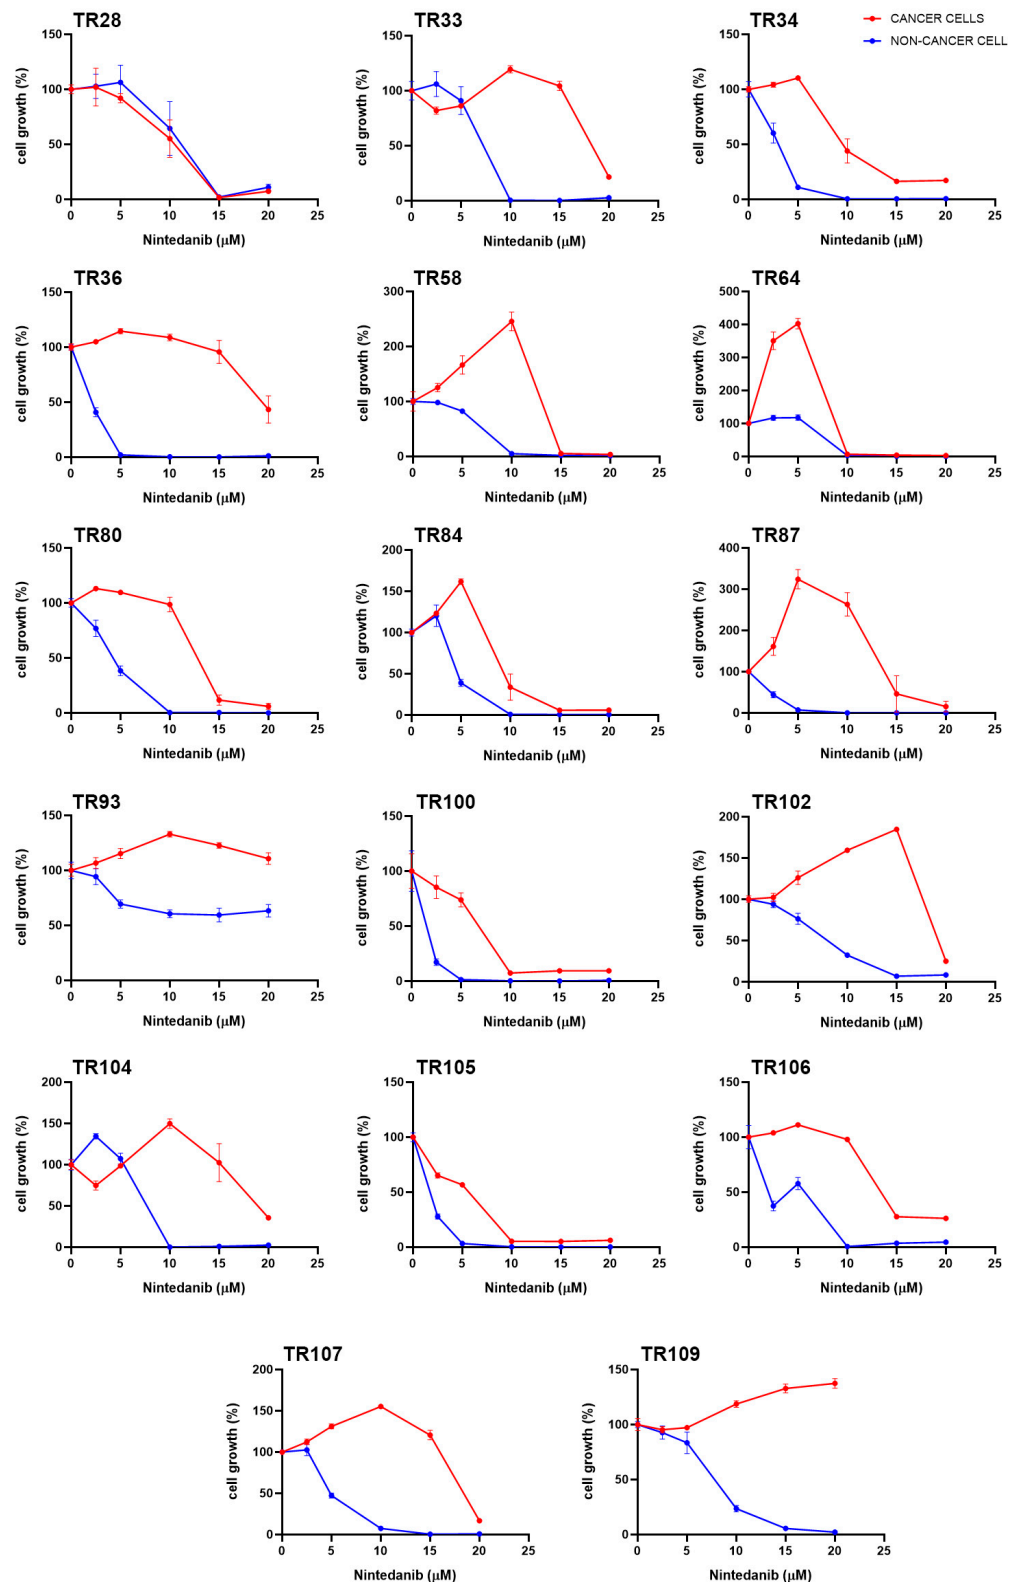 TR28
TR33
TR34
CANCER CELLS
NON-CANCER CELL
cell growth (%)
150
100
50
0
0 5 10 15 20 25
Nintedanib (μM)
cell growth (%)
150
100
50
0
0 5 10 15 20 25
Nintedanib (μM)
cell growth (%)
150
100
50
0
0 5 10 15 20 25
Nintedanib (μM)
TR36
cell growth (%)
150
100
50
0
0 5 10 15 20 25
Nintedanib (μM)
TR58
cell growth (%)
300
200
100
0
0 5 10 15 20 25
Nintedanib (μM)
TR64
cell growth (%)
500
400
300
200
100
0
0 5 10 15 20 25
Nintedanib (μM)
TR80
cell growth (%)
150
100
50
0
0 5 10 15 20 25
Nintedanib (μM)
TR84
cell growth (%)
200
150
100
50
0
0 5 10 15 20 25
Nintedanib (μM)
TR87
cell growth (%)
400
300
200
100
0
0 5 10 15 20 25
Nintedanib (μM)
TR93
cell growth (%)
150
100
50
0
0 5 10 15 20 25
Nintedanib (μM)
TR100
cell growth (%)
150
100
50
0
0 5 10 15 20 25
Nintedanib (μM)
TR102
cell growth (%)
200
150
100
50
0
0 5 10 15 20 25
Nintedanib (μM)
TR104
cell growth (%)
200
150
100
50
0
0 5 10 15 20 25
Nintedanib (μM)
TR105
cell growth (%)
150
100
50
0
0 5 10 15 20 25
Nintedanib (μM)
TR106
cell growth (%)
150
100
50
0
0 5 10 15 20 25
Nintedanib (μM)
TR107
cell growth (%)
200
150
100
50
0
0 5 10 15 20 25
Nintedanib (μM)
TR109
cell growth (%)
150
100
50
0
0 5 10 15 20 25
Nintedanib (μM)